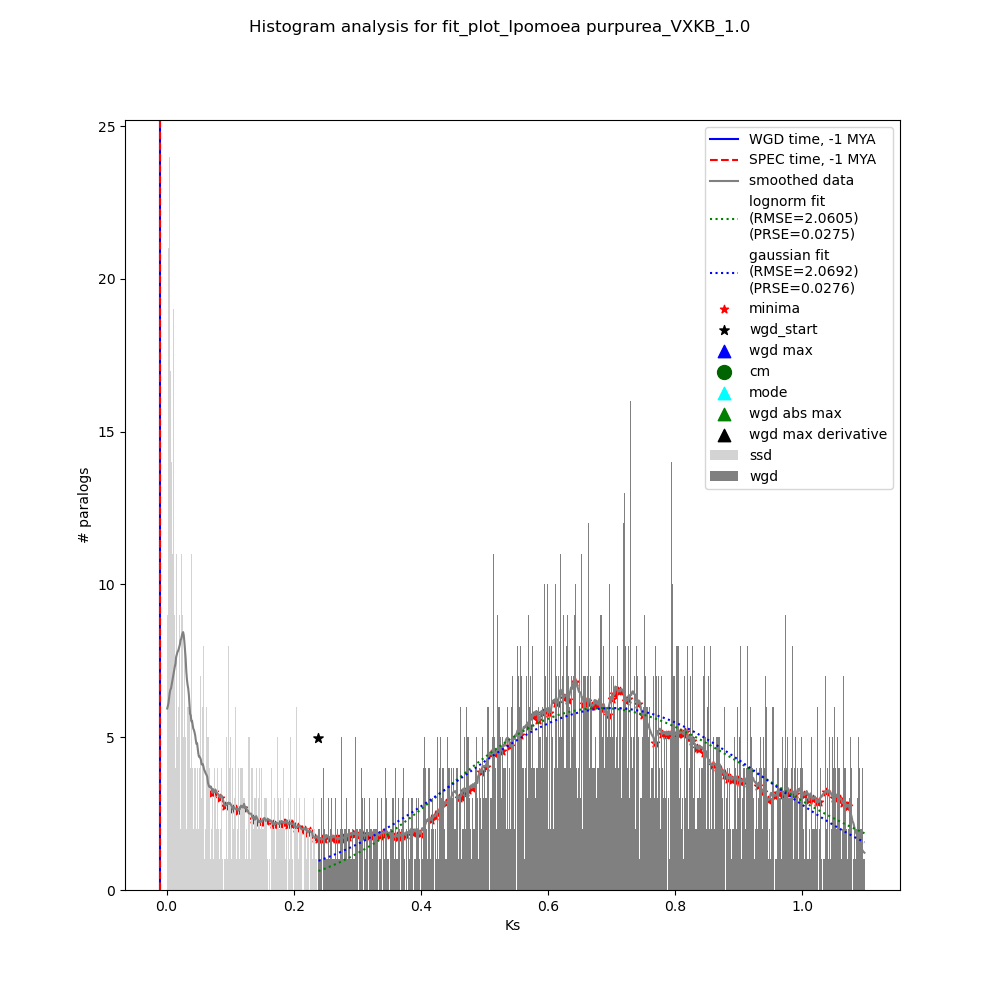 Histogram analysis for fit_plot_Ipomoea purpurea_VXKB_1.0
25
20
15
10
5
0
# paralogs
0.0
0.2
0.4
0.6
0.8
1.0
Ks
WGD time, -1 MYA
SPEC time, -1 MYA
smoothed data
lognorm fit
(RMSE=2.0605)
(PRSE=0.0275)
gaussian fit
(RMSE=2.0692)
(PRSE=0.0276)
minima
wgd_start
wgd max
cm
mode
wgd abs max
wgd max derivative
ssd
wgd